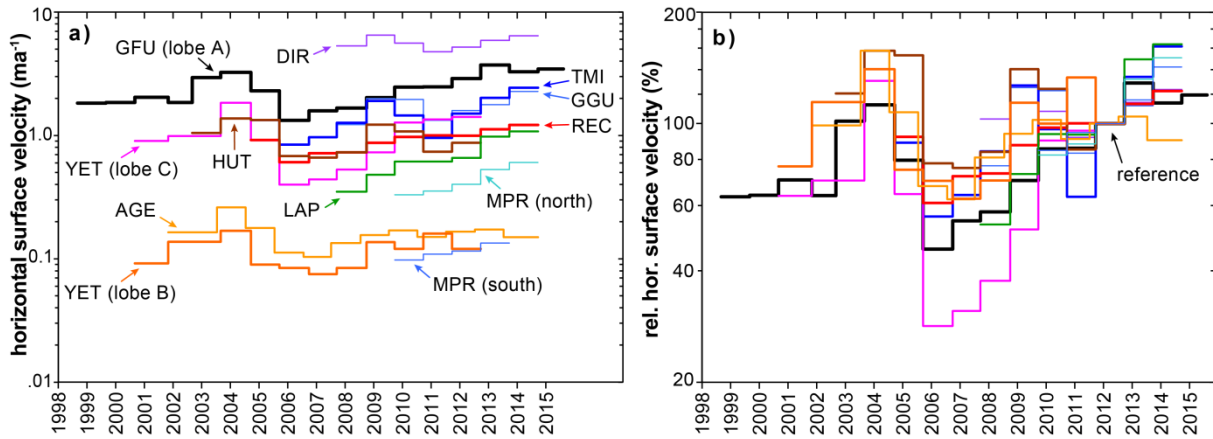 a)
horizontal surface velocity (ma-1)
10
1.0
0.1
.01
GFU (lobe A)
DIR
TMI
GGU
REC
YET (lobe C)
HUT
LAP
MPR (north)
AGE
YET (lobe B)
MPR (south)
1998
1999
2000
2001
2002
2003
2004
2005
2006
2007
2008
2009
2010
2011
2012
2013
2014
2015
b)
rel. hor. surface velocity (%)
200
100
80
60
40
20
reference
1998
1999
2000
2001
2002
2003
2004
2005
2006
2007
2008
2009
2010
2011
2012
2013
2014
2015